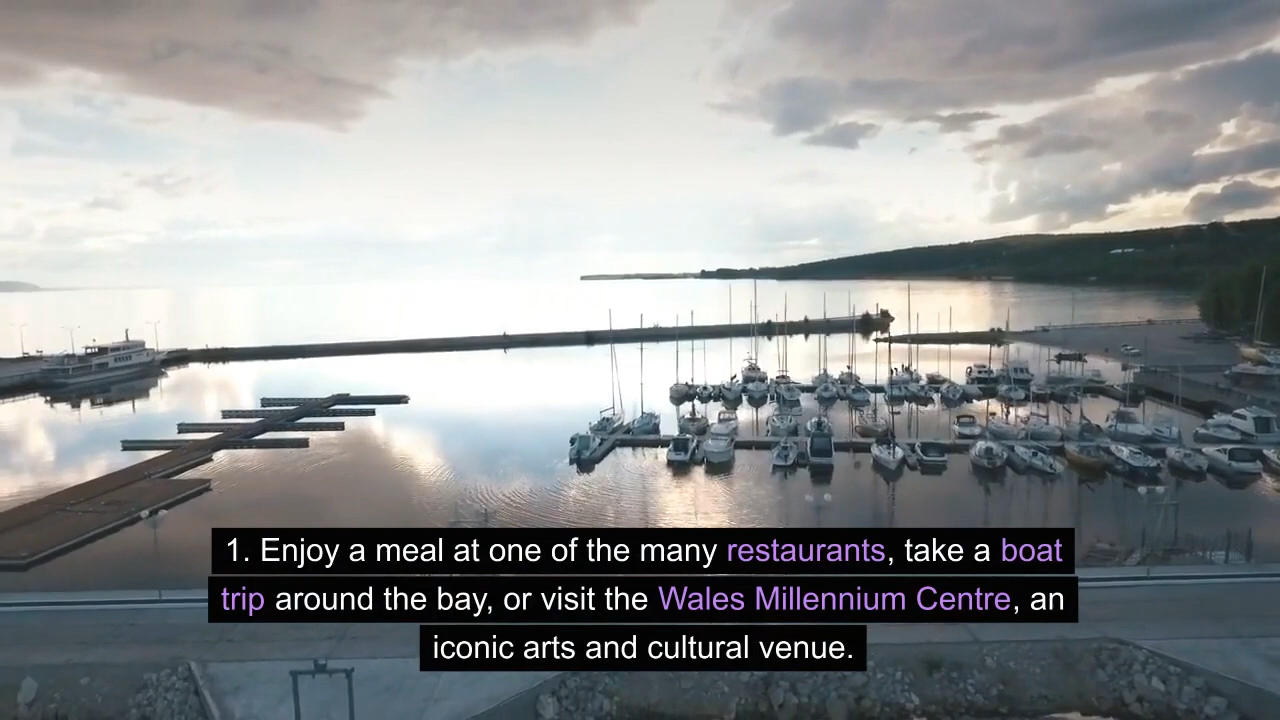 1. Enjoy a meal at one of the many restaurants, take a boat
trip around the bay, or visit the Wales Millennium Centre, an
iconic arts and cultural venue.